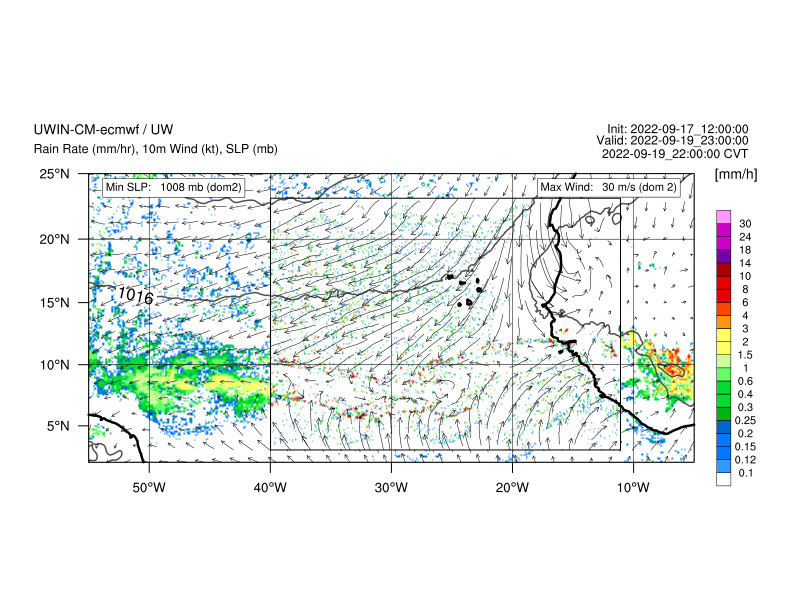 UWIN-CM-ecmwf / UW
Init: 2022-09-17_12:00:00
Valid: 2022-09-19_23:00:00
Rain Rate (mm/hr), 10m Wind (kt), SLP (mb)
2022-09-19_22:00:00 CVT
25°N
[mm/h]
Min SLP: 1008 mb (dom2)
Max Wind: 30 m/s (dom 2)
20°N
15°N
10°N
5°N
1016
50°W
40°W
30°W
20°W
10°W
30
24
18
14
10
8
6
4
3
2
1.5
1
0.6
0.4
0.3
0.25
0.2
0.15
0.12
0.1